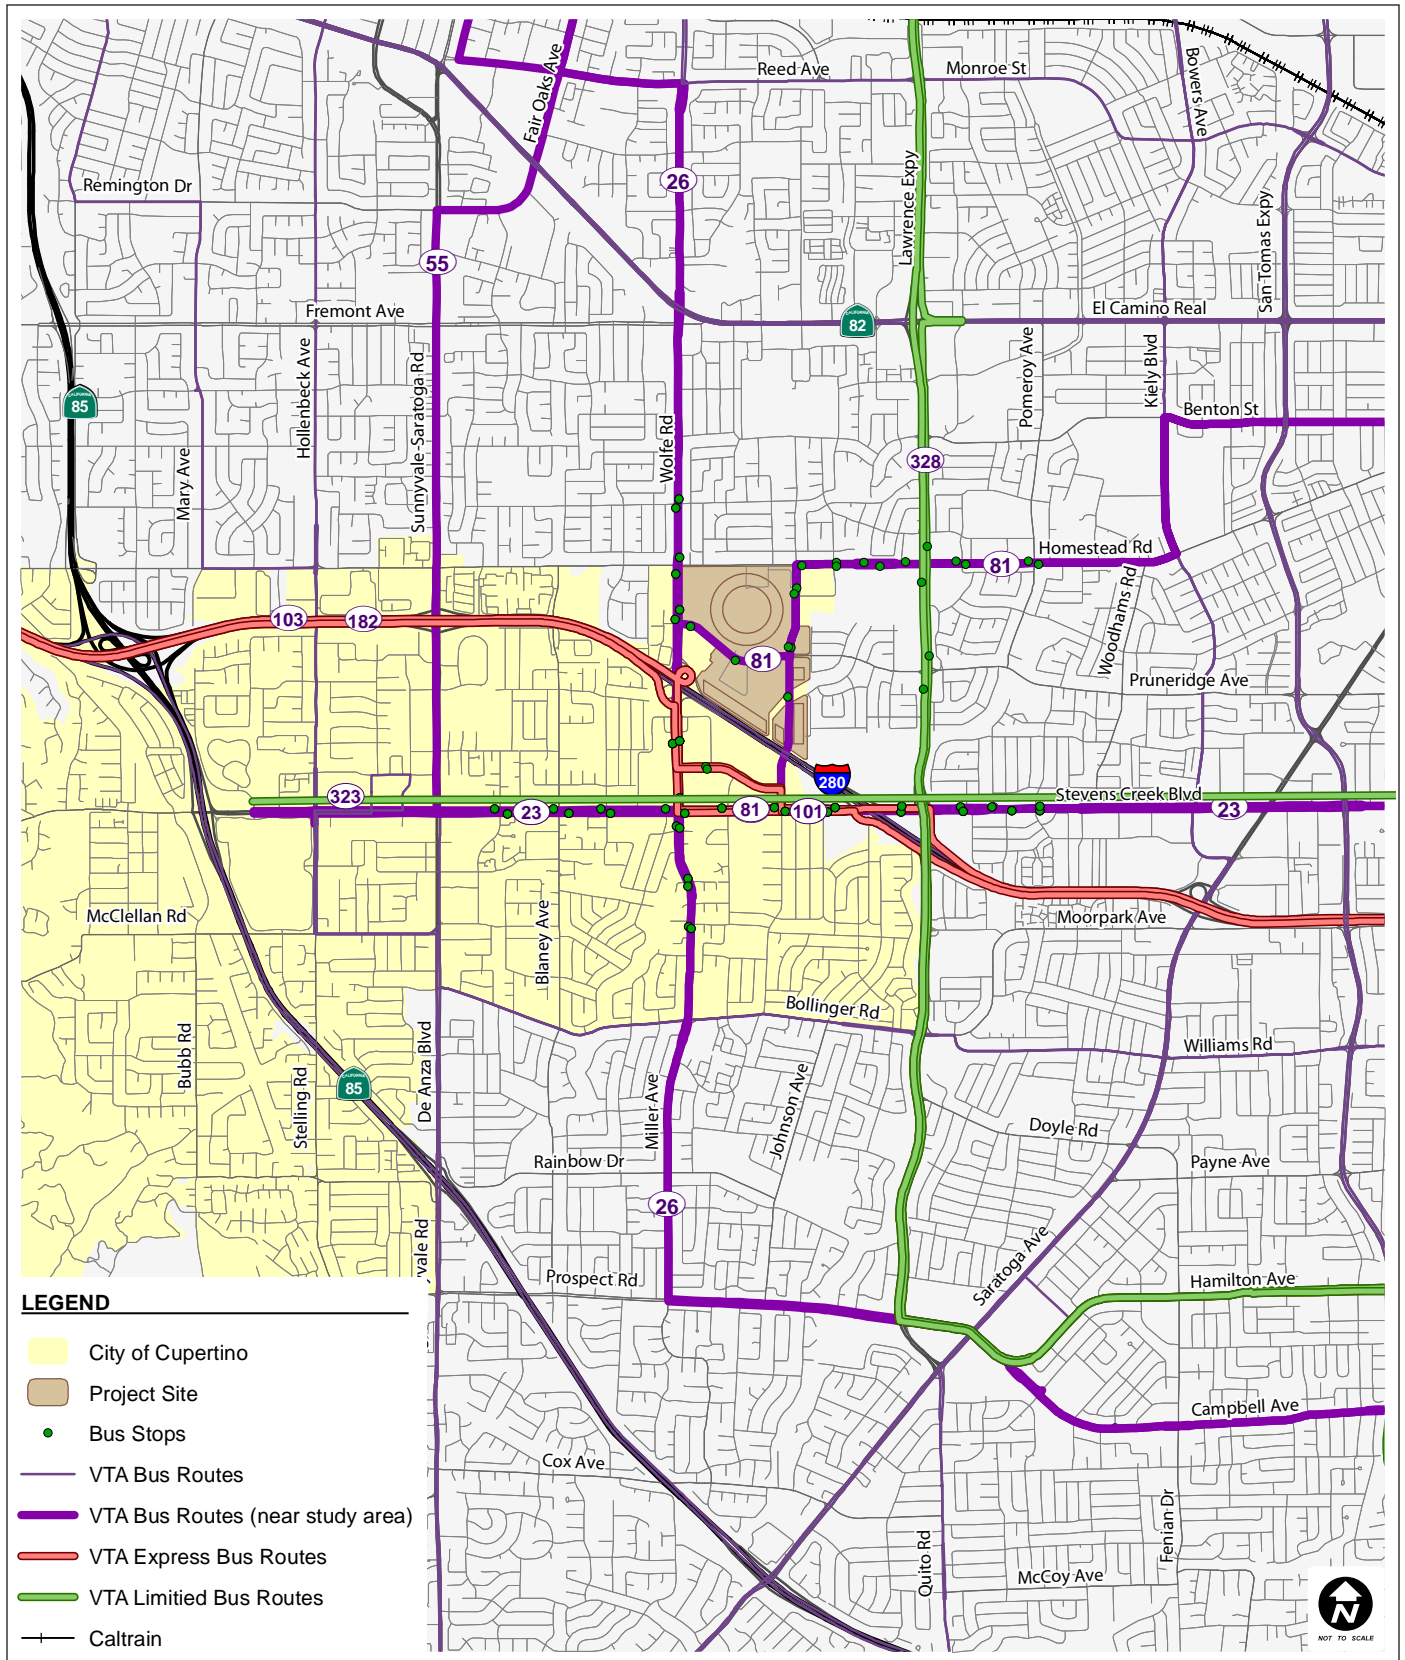 Reed Ave
Monroe St
Bowers Ave
Fair Oaks Ave
Remington Dr
26
Lawrence Expy
San Tomas Expy
55
Fremont Ave
CALIFORNIA
82
El Camino Real
Hollenbeck Ave
Sunnyvale-Saratoga Rd
Pomeroy Ave
Kiely Blvd
CALIFORNIA
85
Benton St
Mary Ave
Wolfe Rd
328
Homestead Rd
81
Woodhams Rd
103
182
81
Pruneridge Ave
280
323
Stevens Creek Blvd
23
81
101
23
McClellan Rd
Blaney Ave
Moorpark Ave
Bollinger Rd
Bubb Rd
Stelling Rd
De Anza Blvd
Williams Rd
CALIFORNIA
85
Miller Ave
Johnson Ave
Doyle Rd
Rainbow Dr
Payne Ave
26
yvale Rd
Prospect Rd
Saratoga Ave
Hamilton Ave
Campbell Ave
Cox Ave
Quito Rd
Fenian Dr
McCoy Ave
LEGEND
City of Cupertino
Project Site
Bus Stops
VTA Bus Routes
VTA Bus Routes (near study area)
VTA Express Bus Routes
VTA Limitied Bus Routes
Caltrain
N
NOT TO SCALE